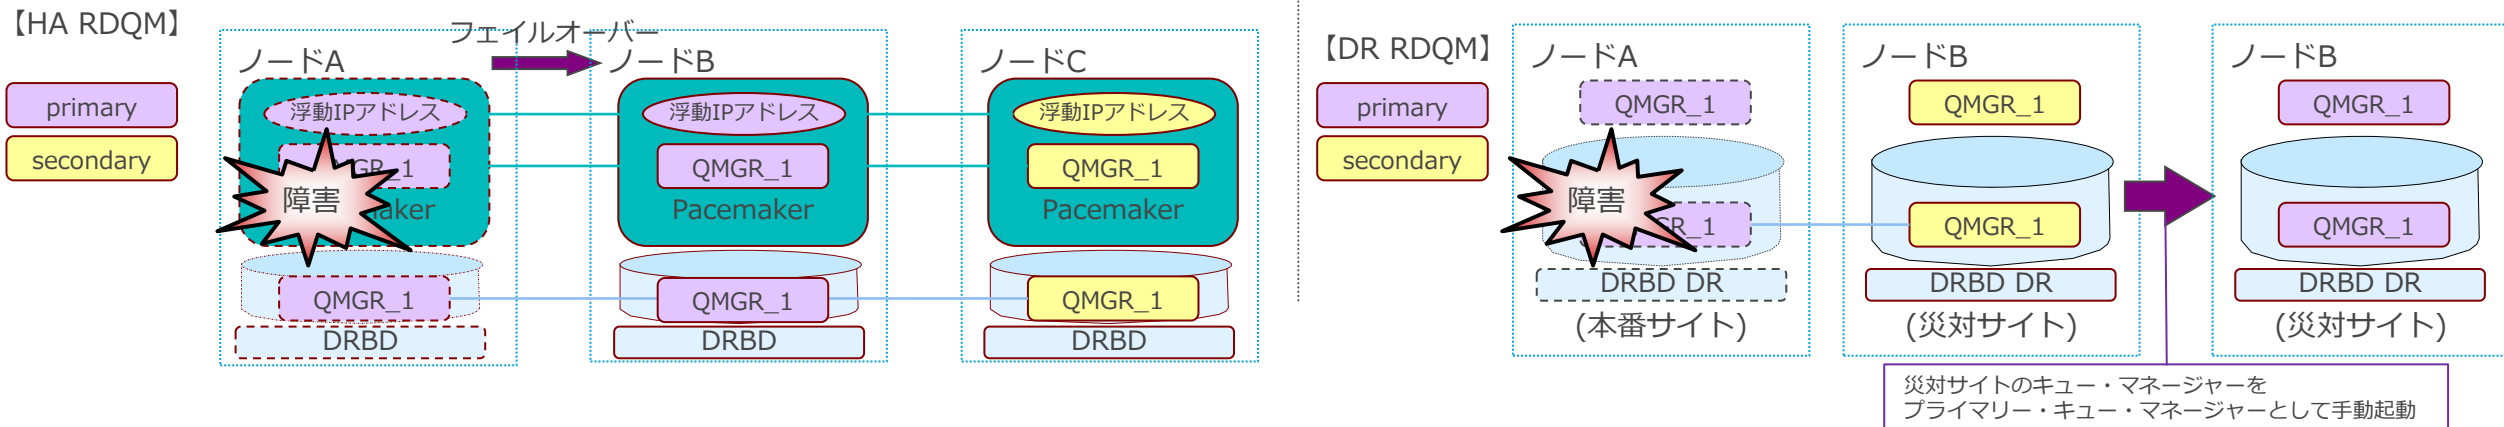 【HA RDQM】
primary
secondary
フェイルオーバー
ノードA
浮動IPアドレス
QMGR_1
障害
QMGR_1
DRBD
ノードB
浮動IPアドレス
QMGR_1
Pacemaker
QMGR_1
DRBD
ノードC
浮動IPアドレス
QMGR_1
Pacemaker
QMGR_1
DRBD
【DR RDQM】
primary
secondary
ノードA
QMGR_1
障害
DRBD DR
(本番サイト)
ノードB
QMGR_1
QMGR_1
DRBD DR
(災対サイト)
ノードB
QMGR_1
QMGR_1
DRBD DR
(災対サイト)
災対サイトのキュー・マネージャーを
プライマリー・キュー・マネージャーとして手動起動